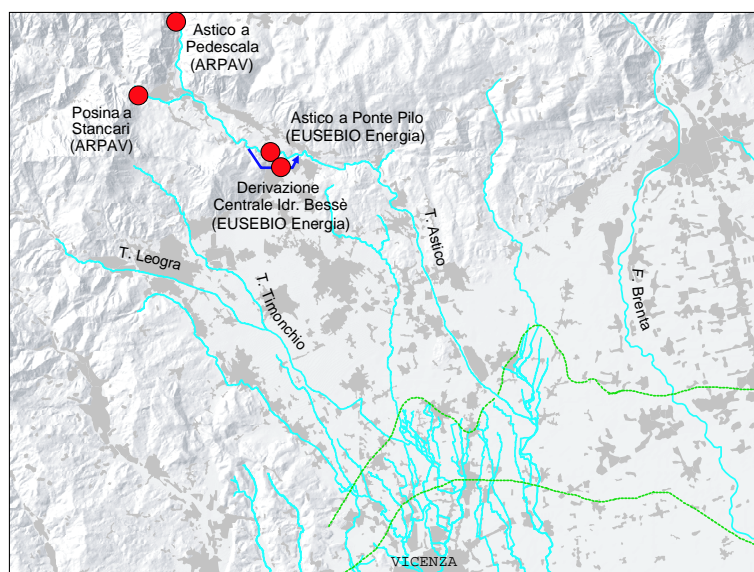 Astico a
Pedescala
(ARPAV)
Posina a
Stancari
(ARPAV)
Astico a Ponte Pilo
(EUSEBIO Energia)
Derivazione
Centrale Idr. Bessè
(EUSEBIO Energia)
T. Leogra
T. Timonchio
T. Astico
F. Brenta
VICENZA